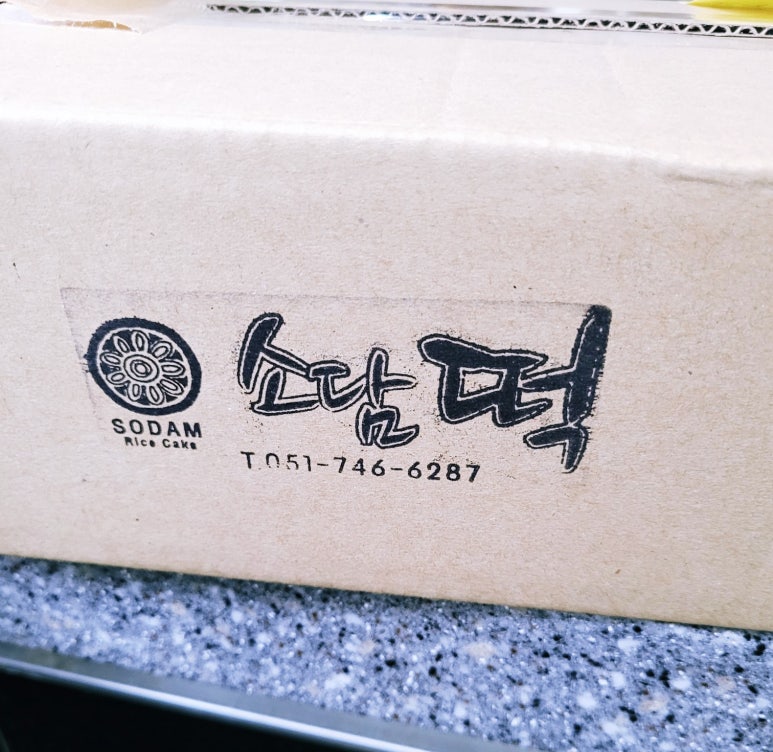 소담떡
SODAM
Rice Cake
T.051-746-6287